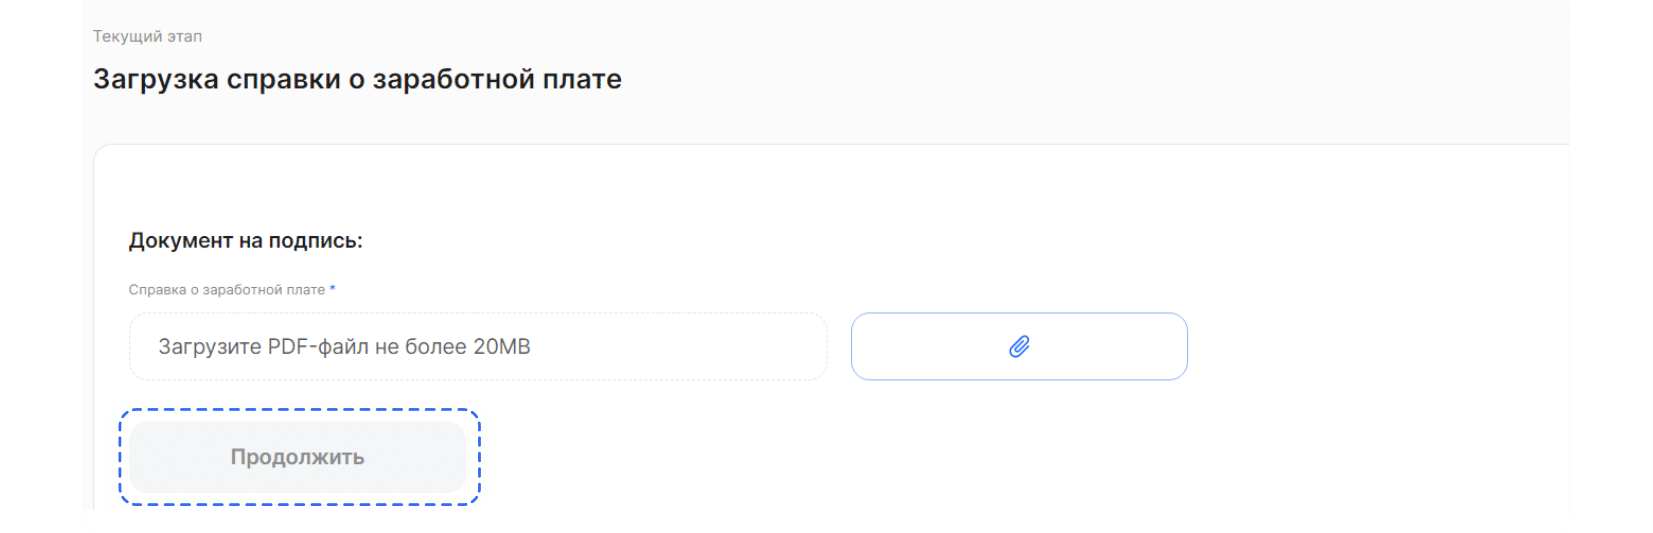 Текущий этап
Загрузка справки о заработной плате
Документ на подпись:
Справка о заработной плате *
Загрузите PDF-файл не более 20MB
Продолжить